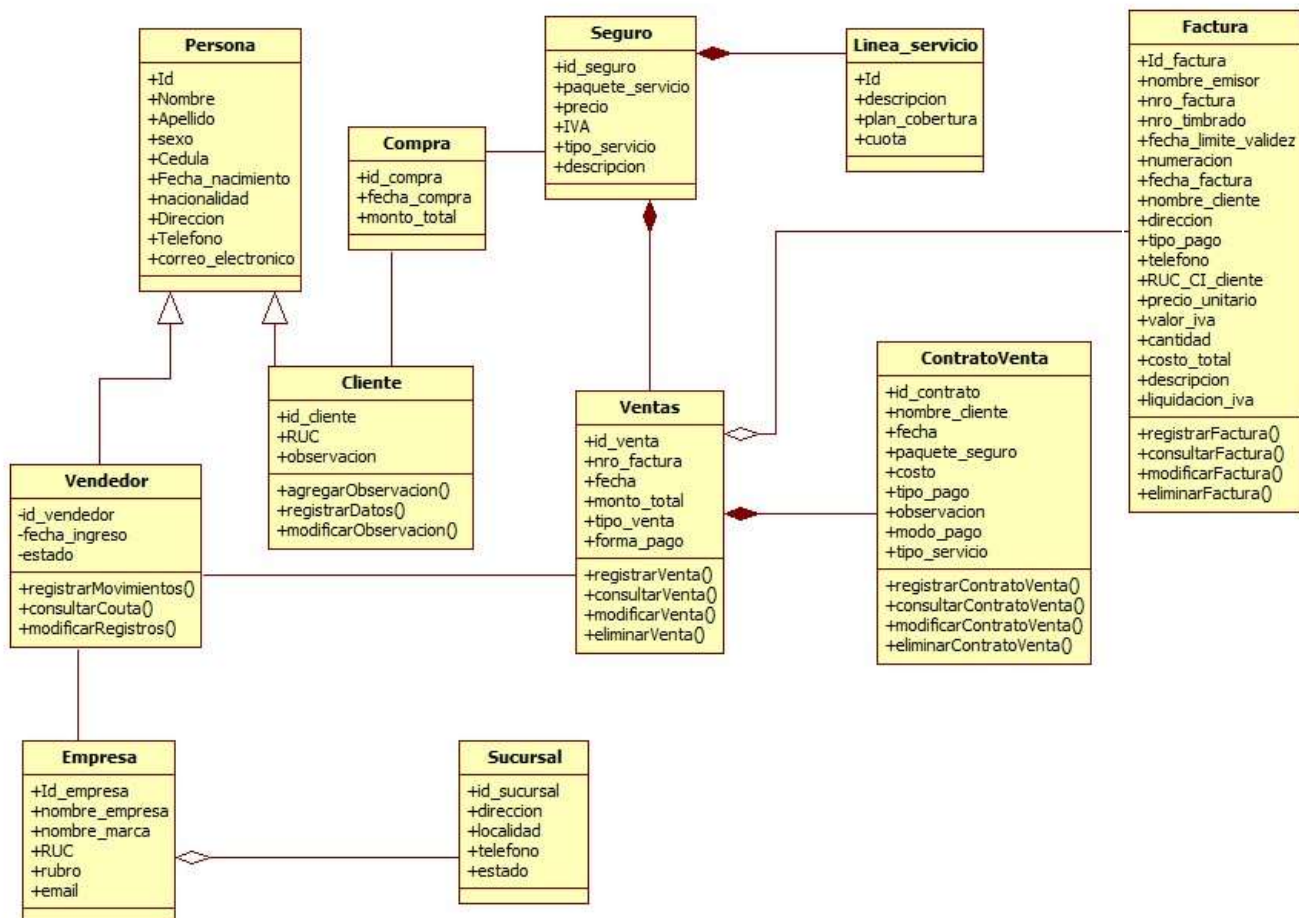 Persona
+Id
+Nombre
+Apellido
+sexo
+Cedula
+Fecha_nacimiento
+nacionalidad
+Direccion
+Telefono
+correo_electronico
Seguro
+id_seguro
+paquete_servicio
+precio
+IVA
+tipo_servicio
+descripcion
Linea_servicio
+Id
+descripcion
+plan_cobertura
+cuota
Factura
+Id_factura
+nombre_emisor
+nro_factura
+nro_timbrado
+fecha_limite_validez
+numeracion
+fecha_factura
+nombre_cliente
+direccion
+tipo_pago
+telefono
+RUC_CI_cliente
+precio_unitario
+valor_iva
+cantidad
+costo_total
+descripcion
+liquidacion_iva
+registrarFactura()
+consultarFactura()
+modificarFactura()
+eliminarFactura()
Compra
+id_compra
+fecha_compra
+monto_total
Cliente
+id_cliente
+RUC
+observacion
+agregarObservacion()
+registrarDatos()
+modificarObservacion()
Ventas
+id_venta
+nro_factura
+fecha
+monto_total
+tipo_venta
+forma_pago
+registrarVenta()
+consultarVenta()
+modificarVenta()
+eliminarVenta()
ContratoVenta
+id_contrato
+nombre_cliente
+fecha
+paquete_seguro
+costo
+tipo_pago
+observacion
+modo_pago
+tipo_servicio
+registrarContratoVenta()
+consultarContratoVenta()
+modificarContratoVenta()
+eliminarContratoVenta()
Vendedor
-id_vendedor
-fecha_ingreso
-estado
+registrarMovimientos()
+consultarCouta()
+modificarRegistros()
Empresa
+Id_empresa
+nombre_empresa
+nombre_marca
+RUC
+rubro
+email
Sucursal
+id_sucursal
+direccion
+localidad
+telefono
+estado